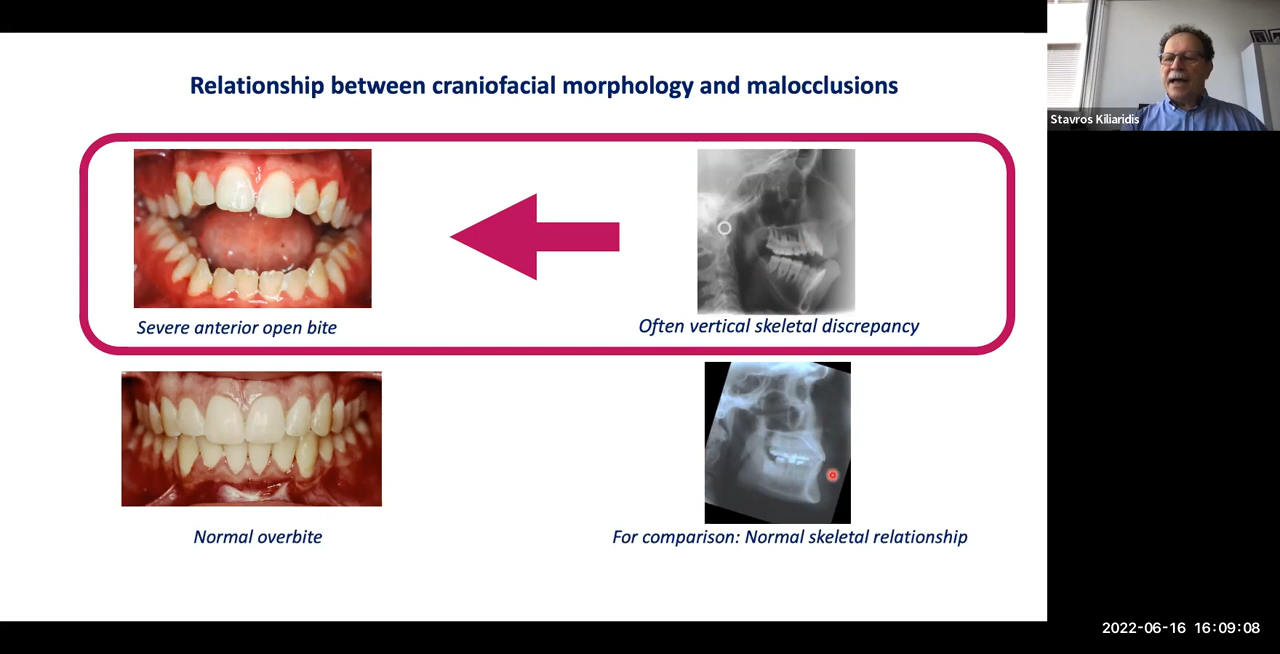 Relationship between craniofacial morphology and malocclusions
Stavros Kiliaridis
Severe anterior open bite
Often vertical skeletal discrepancy
Normal overbite
For comparison: Normal skeletal relationship
2022-06-16 16:09:08